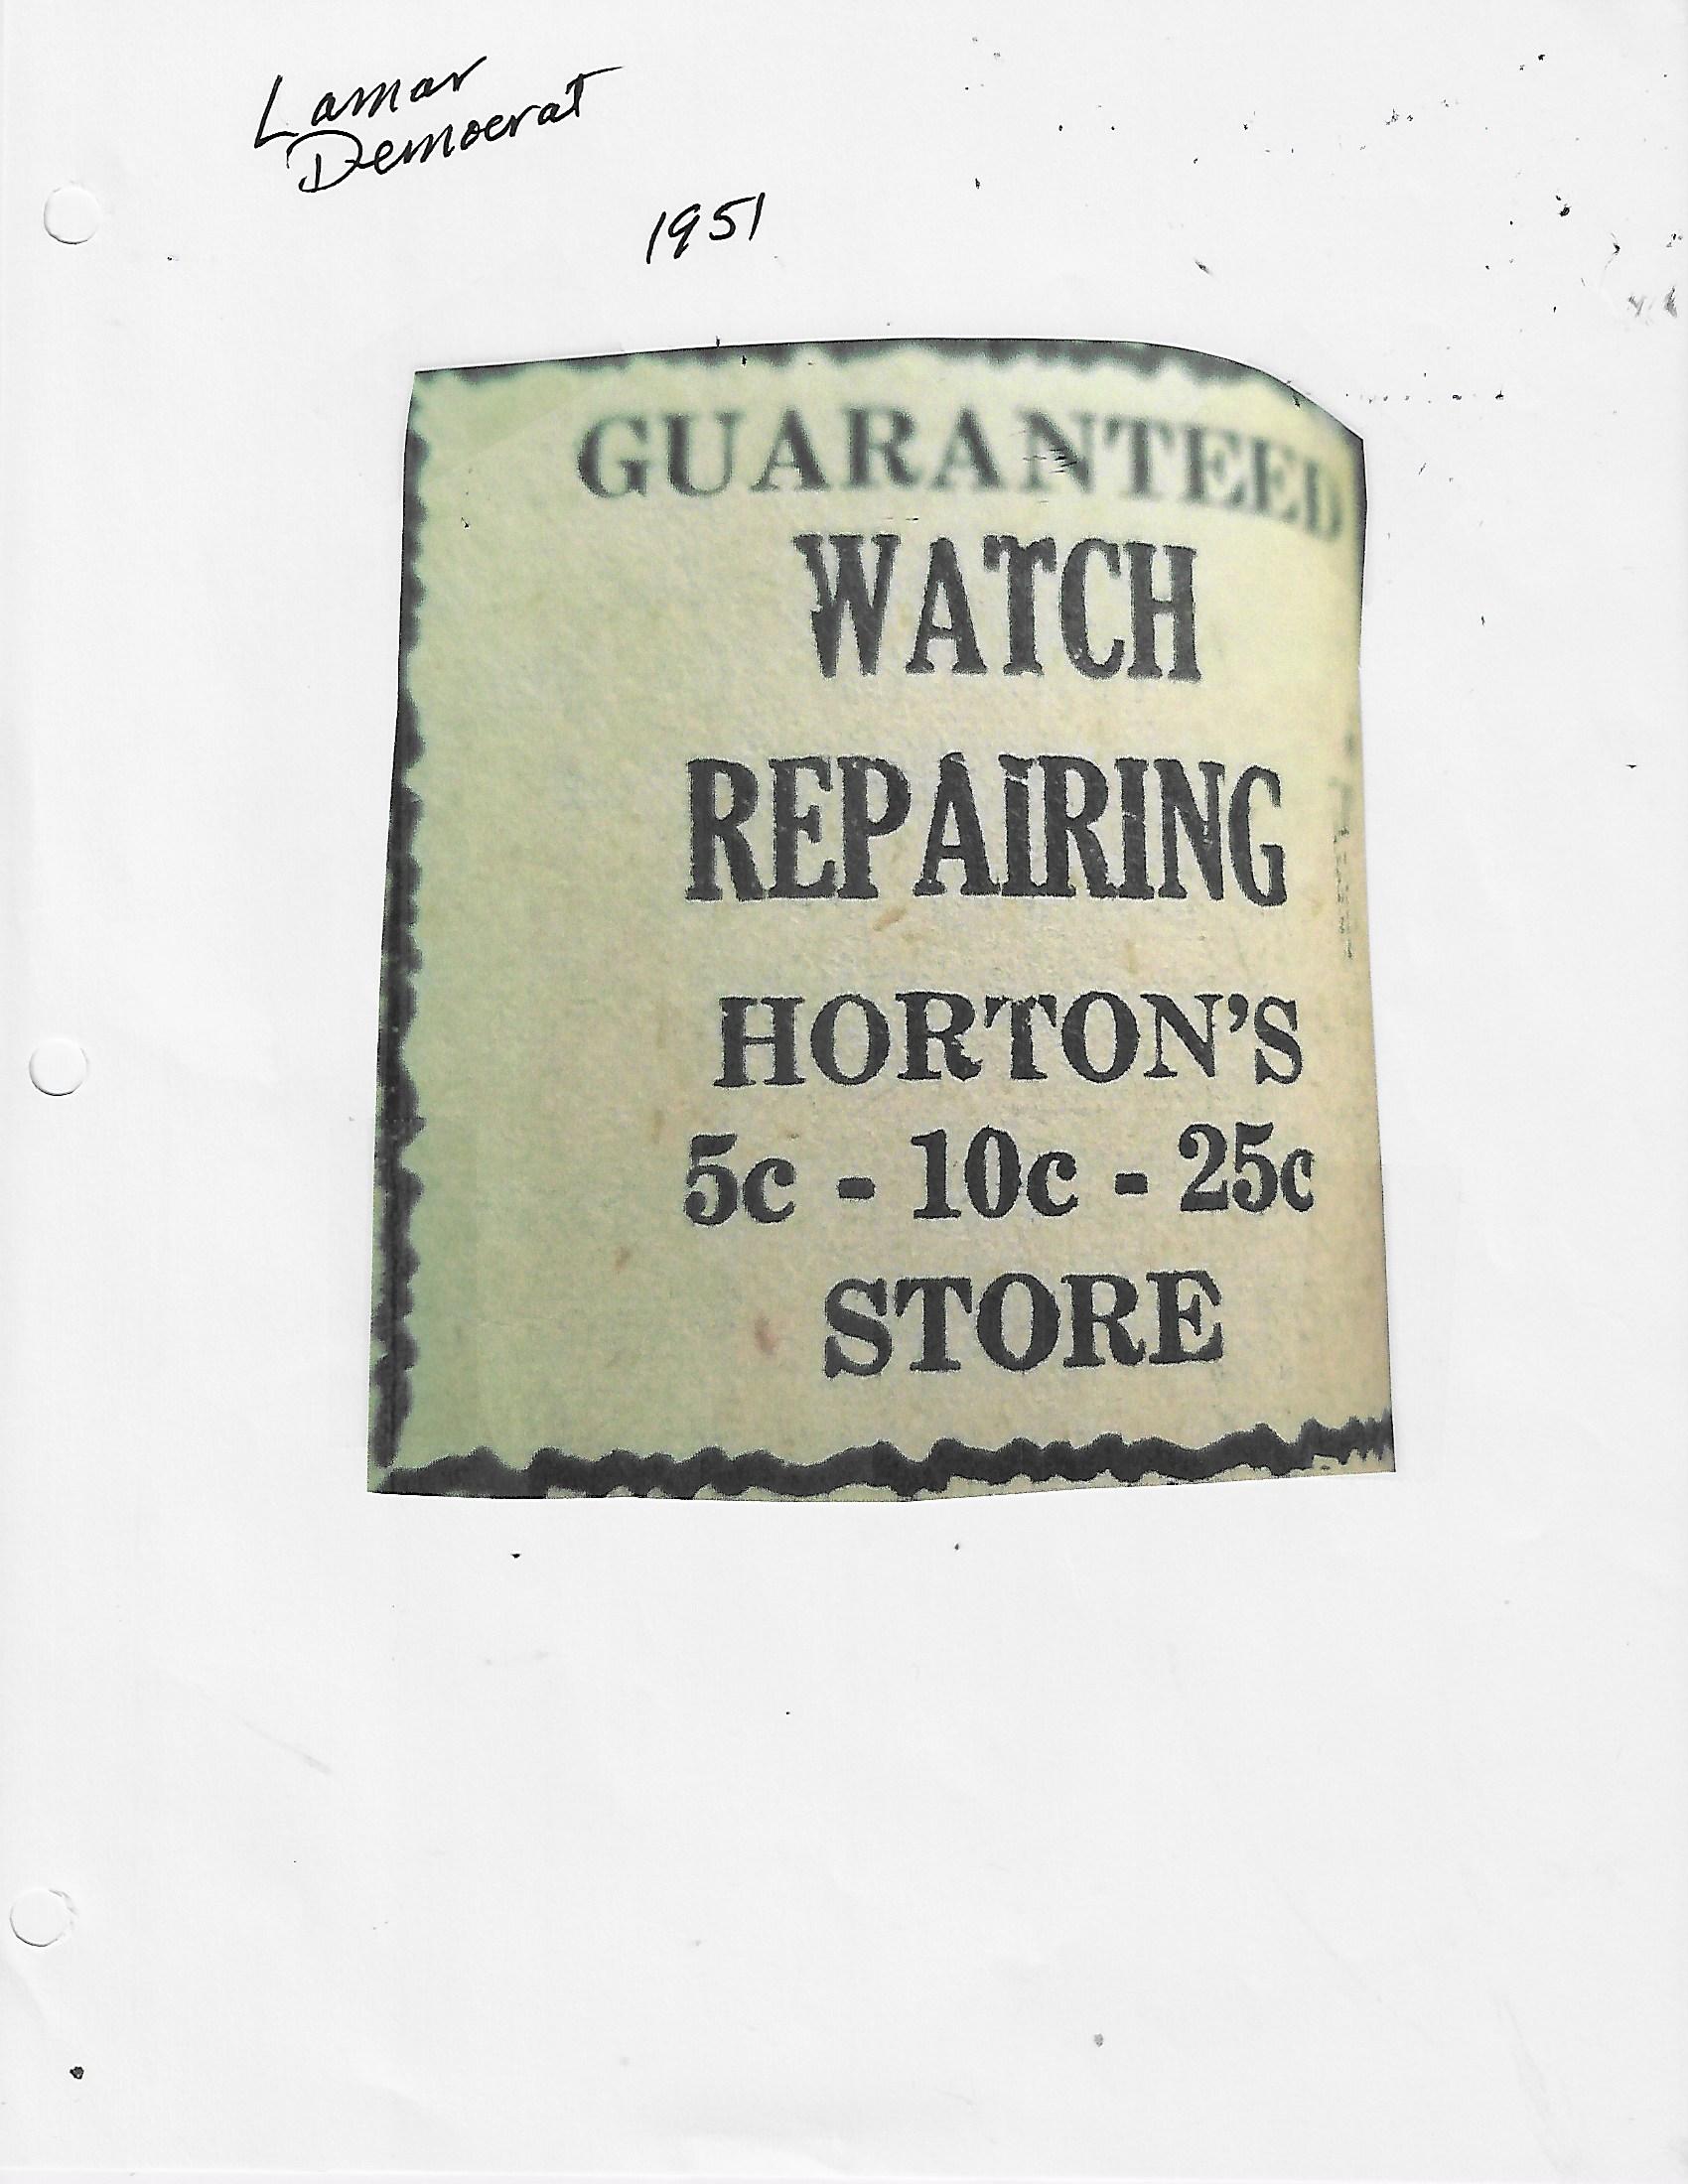 Lamar
Democrat
1951
GUARANTEED
WATCH
REPAIRING
HORTON'S
5c - 10c - 25c
STORE